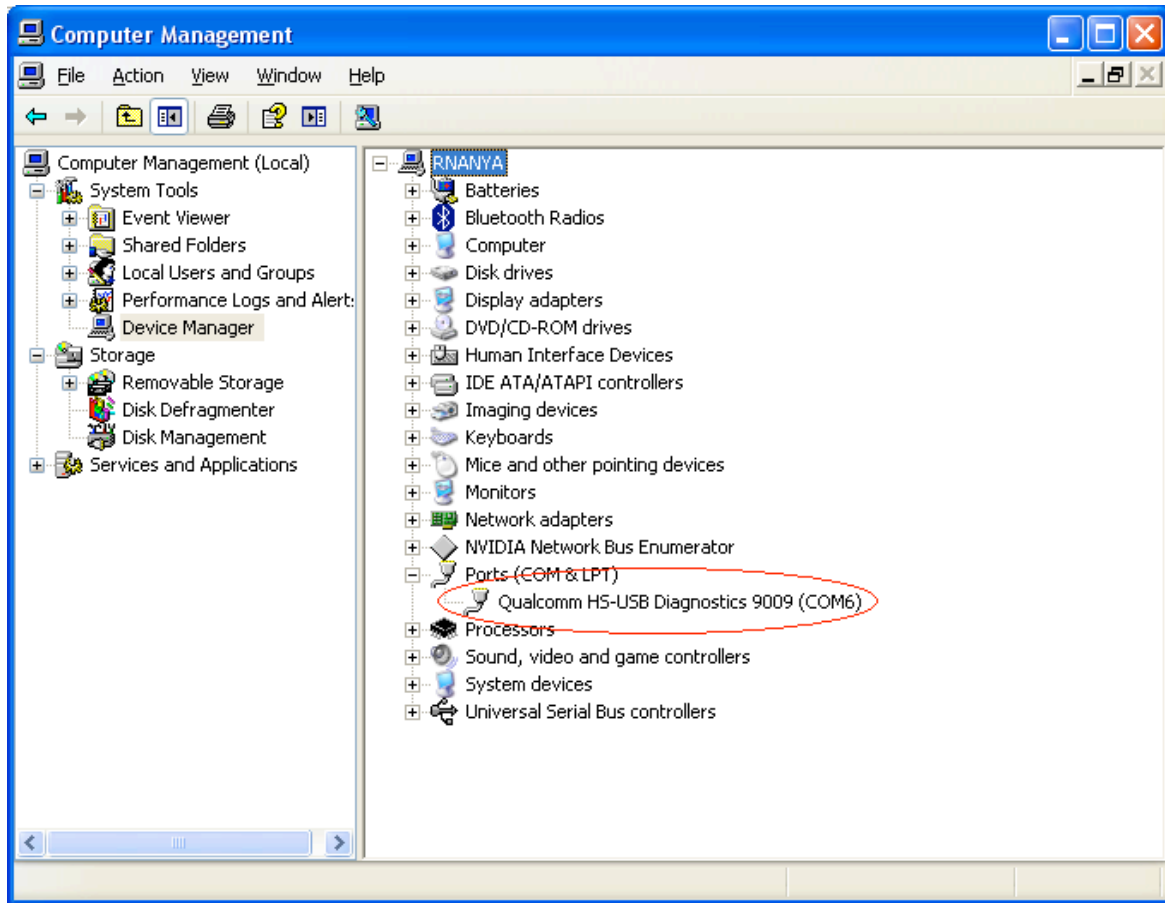 Computer Management
File Action View Window Help
Computer Management (Local)
System Tools
Event Viewer
Shared Folders
Local Users and Groups
Performance Logs and Alert:
Device Manager
Storage
Removable Storage
Disk Defragmenter
Disk Management
Services and Applications
RNANYA
Batteries
Bluetooth Radios
Computer
Disk drives
Display adapters
DVD/CD-ROM drives
Human Interface Devices
IDE ATA/ATAPI controllers
Imaging devices
Keyboards
Mice and other pointing devices
Monitors
Network adapters
NVIDIA Network Bus Enumerator
Ports (COM & LPT)
Qualcomm HS-USB Diagnostics 9009 (COM6)
Processors
Sound, video and game controllers
System devices
Universal Serial Bus controllers